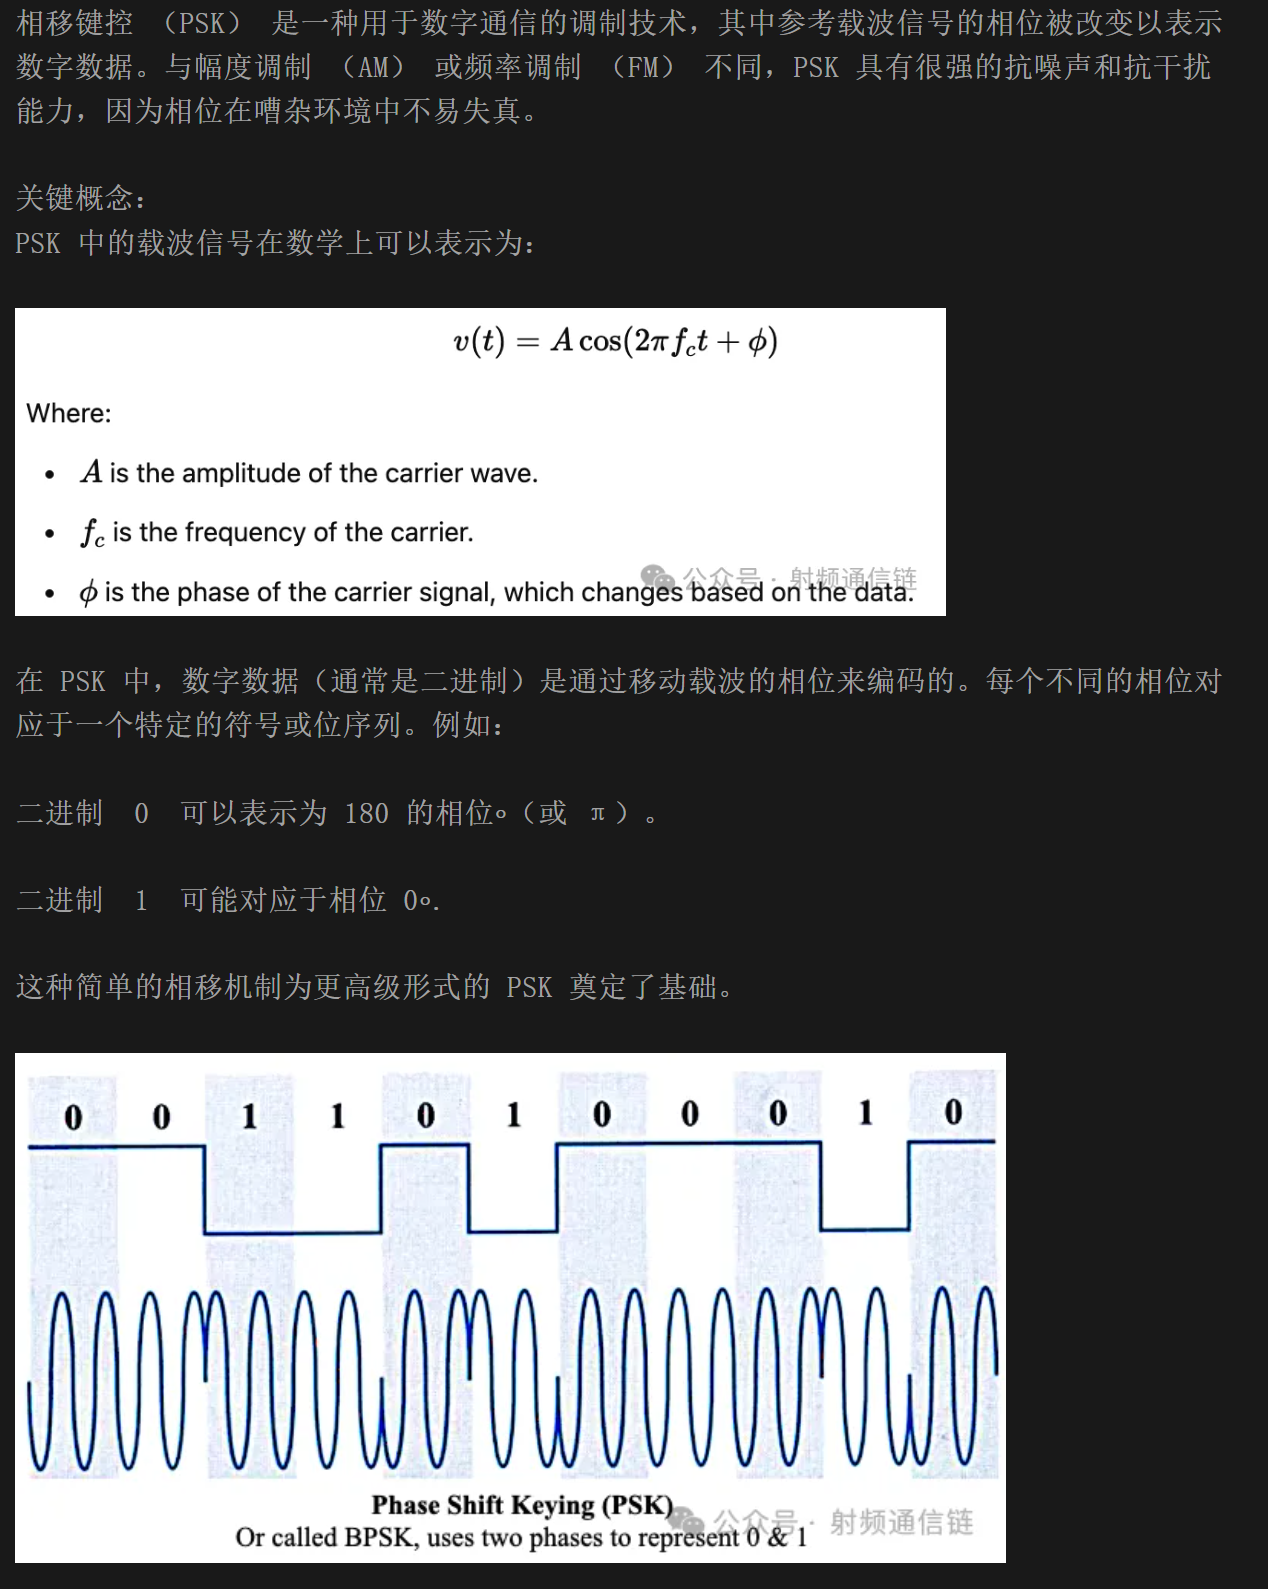 相移键控 （PSK） 是一种用于数字通信的调制技术，其中参考载波信号的相位被改变以表示
数字数据。与幅度调制 （AM） 或频率调制 （FM） 不同，PSK 具有很强的抗噪声和抗干扰
能力，因为相位在嘈杂环境中不易失真。
关键概念：
PSK 中的载波信号在数学上可以表示为：
v(t) = A cos(2πf_c t + ϕ)
Where:
• A is the amplitude of the carrier wave.
• f_c is the frequency of the carrier.
公众号 · 射频通信链
• ϕ is the phase of the carrier signal, which changes based on the data.
在 PSK 中，数字数据（通常是二进制）是通过移动载波的相位来编码的。每个不同的相位对
应于一个特定的符号或位序列。例如：
二进制 0 可以表示为 180 的相位∘（或 π）。
二进制 1 可能对应于相位 0∘.
这种简单的相移机制为更高级形式的 PSK 奠定了基础。
0 0 1 1 0 1 0 0 0 1 0
Phase Shift Keying (PSK)
公众号 · 射频通信链
Or called BPSK, uses two phases to represent 0 & 1